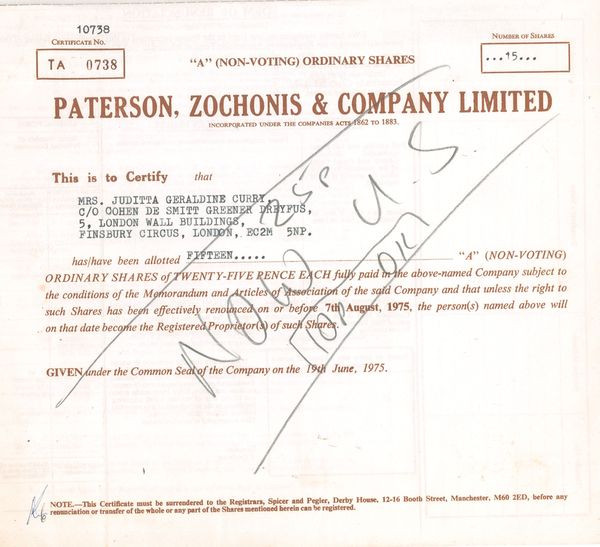 10738
CERTIFICATE NO.
TA 0738
"A" (NON-VOTING) ORDINARY SHARES
NUMBER OF SHARES
...15...
PATERSON, ZOCHONIS & COMPANY LIMITED
INCORPORATED UNDER THE COMPANIES ACTS 1862 TO 1883.
This is to Certify that
MRS. JUDITTA GERALDINE CURRY,
C/O COHEN DE SMITT GREENER DREYFUS,
5, LONDON WALL BUILDINGS,
FINSBURY CIRCUS, LONDON, EC2M 5NP.
has/have been allotted FIFTEEN..... "A" (NON-VOTING)
ORDINARY SHARES of TWENTY-FIVE PENCE EACH fully paid in the above-named Company subject to
the conditions of the Memorandum and Articles of Association of the said Company and that unless the right to
such Shares has been effectively renounced on or before 7th August, 1975, the person(s) named above will
on that date become the Registered Proprietor(s) of such Shares.
GIVEN under the Common Seal of the Company on the 19th June, 1975.
25p
NOW U.S.
NOTE.—This Certificate must be surrendered to the Registrars, Spicer and Pegler, Derby House, 12-16 Booth Street, Manchester, M60 2ED, before any
renunciation or transfer of the whole or any part of the Shares mentioned herein can be registered.